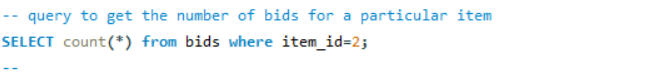 -- query to get the number of bids for a particular item
SELECT count(*) from bids where item_id=2;
--